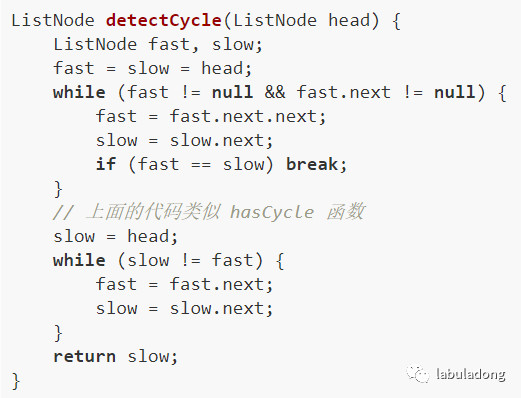 ListNode detectCycle(ListNode head) {
    ListNode fast, slow;
    fast = slow = head;
    while (fast != null && fast.next != null) {
        fast = fast.next.next;
        slow = slow.next;
        if (fast == slow) break;
    }
    // 上面的代码类似 hasCycle 函数
    slow = head;
    while (slow != fast) {
        fast = fast.next;
        slow = slow.next;
    }
    return slow;
}
labuladong